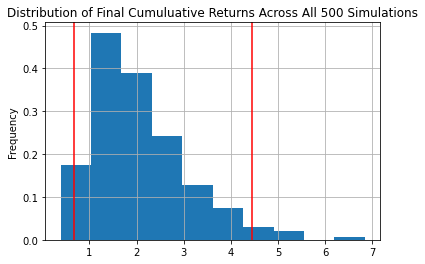 Distribution of Final Cumuluative Returns Across All 500 Simulations
0.5
0.4
0.3
0.2
0.1
0.0
Frequency
1 2 3 4 5 6 7